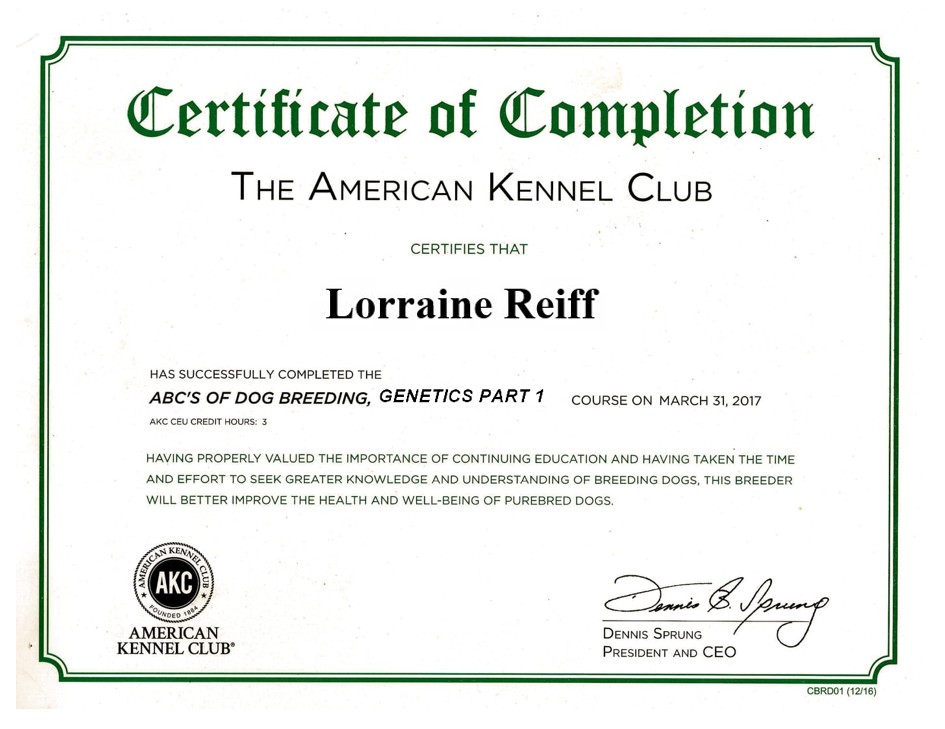 Certificate of Completion
THE AMERICAN KENNEL CLUB
CERTIFIES THAT
Lorraine Reiff
HAS SUCCESSFULLY COMPLETED THE
ABC'S OF DOG BREEDING, GENETICS PART 1 COURSE ON MARCH 31, 2017
AKC CEU CREDIT HOURS: 3
HAVING PROPERLY VALUED THE IMPORTANCE OF CONTINUING EDUCATION AND HAVING TAKEN THE TIME
AND EFFORT TO SEEK GREATER KNOWLEDGE AND UNDERSTANDING OF BREEDING DOGS, THIS BREEDER
WILL BETTER IMPROVE THE HEALTH AND WELL-BEING OF PUREBRED DOGS.
AMERICAN KENNEL CLUB
AKC
FOUNDED 1884
AMERICAN
KENNEL CLUB®
Dennis B. Sprung
DENNIS SPRUNG
PRESIDENT AND CEO
CBRD01 (12/16)